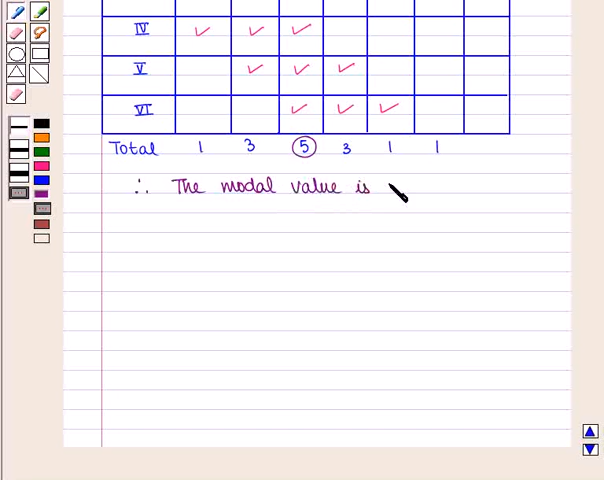 IV ✓ ✓ ✓
V ✓ ✓ ✓
VI ✓ ✓ ✓
Total 1 3 5 3 1 1
∴ The modal value is